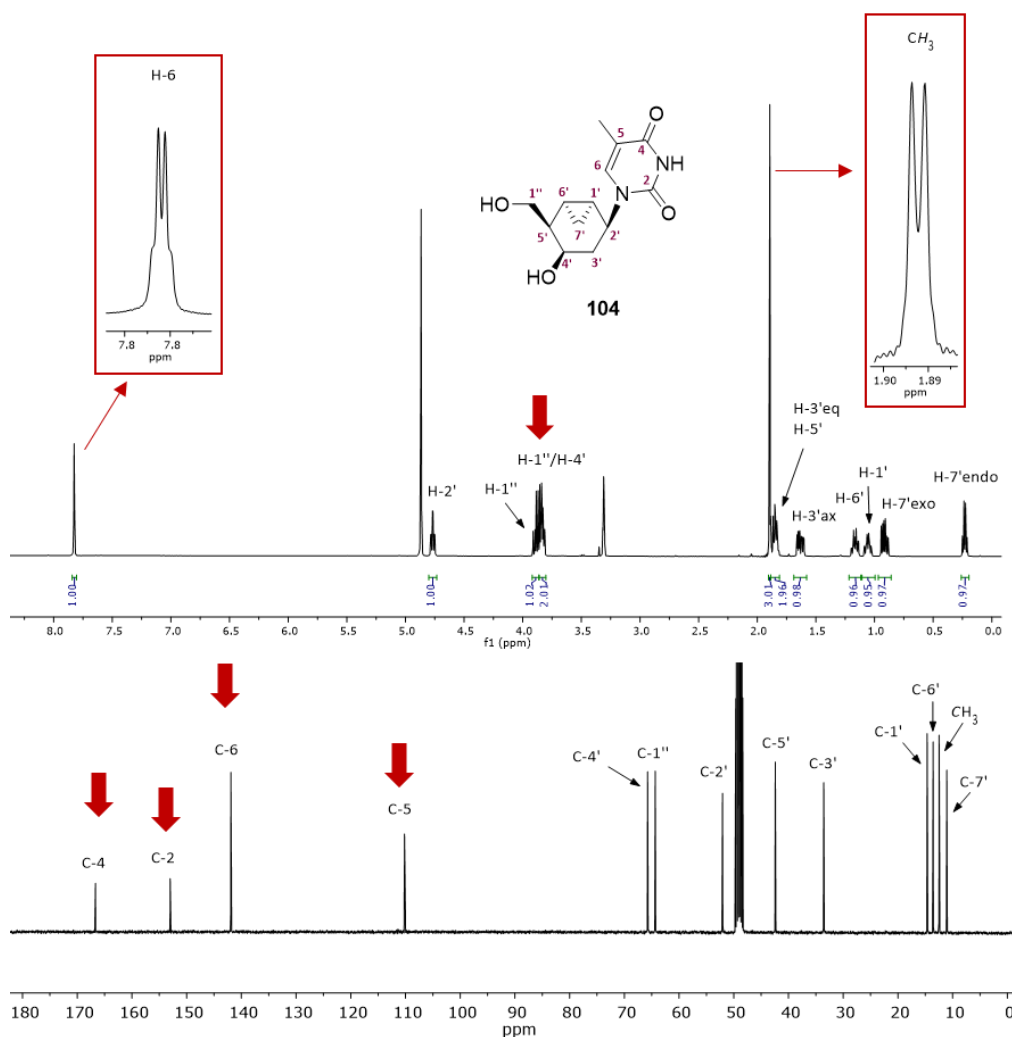 H-6
7.8 7.8
ppm
CH3
1.90 1.89
ppm
5
4
O
NH
6
2
N
O
1''
6'
1'
HO
7'
5'
2'
4'
3'
HO
104
H-1''/H-4'
H-1''
H-2'
H-3'eq
H-5'
H-3'ax
H-6'
H-1'
H-7'exo
H-7'endo
1.00 1.00 1.02 2.01 3.01 1.96 0.98 0.96 0.95 0.97 0.97
8.0 7.5 7.0 6.5 6.0 5.5 5.0 4.5 4.0 3.5 3.0 2.5 2.0 1.5 1.0 0.5 0.0
f1 (ppm)
C-4
C-2
C-6
C-5
C-4'
C-1''
C-2'
C-5'
C-3'
C-1'
C-6'
CH3
C-7'
180 170 160 150 140 130 120 110 100 90 80 70 60 50 40 30 20 10 0
ppm